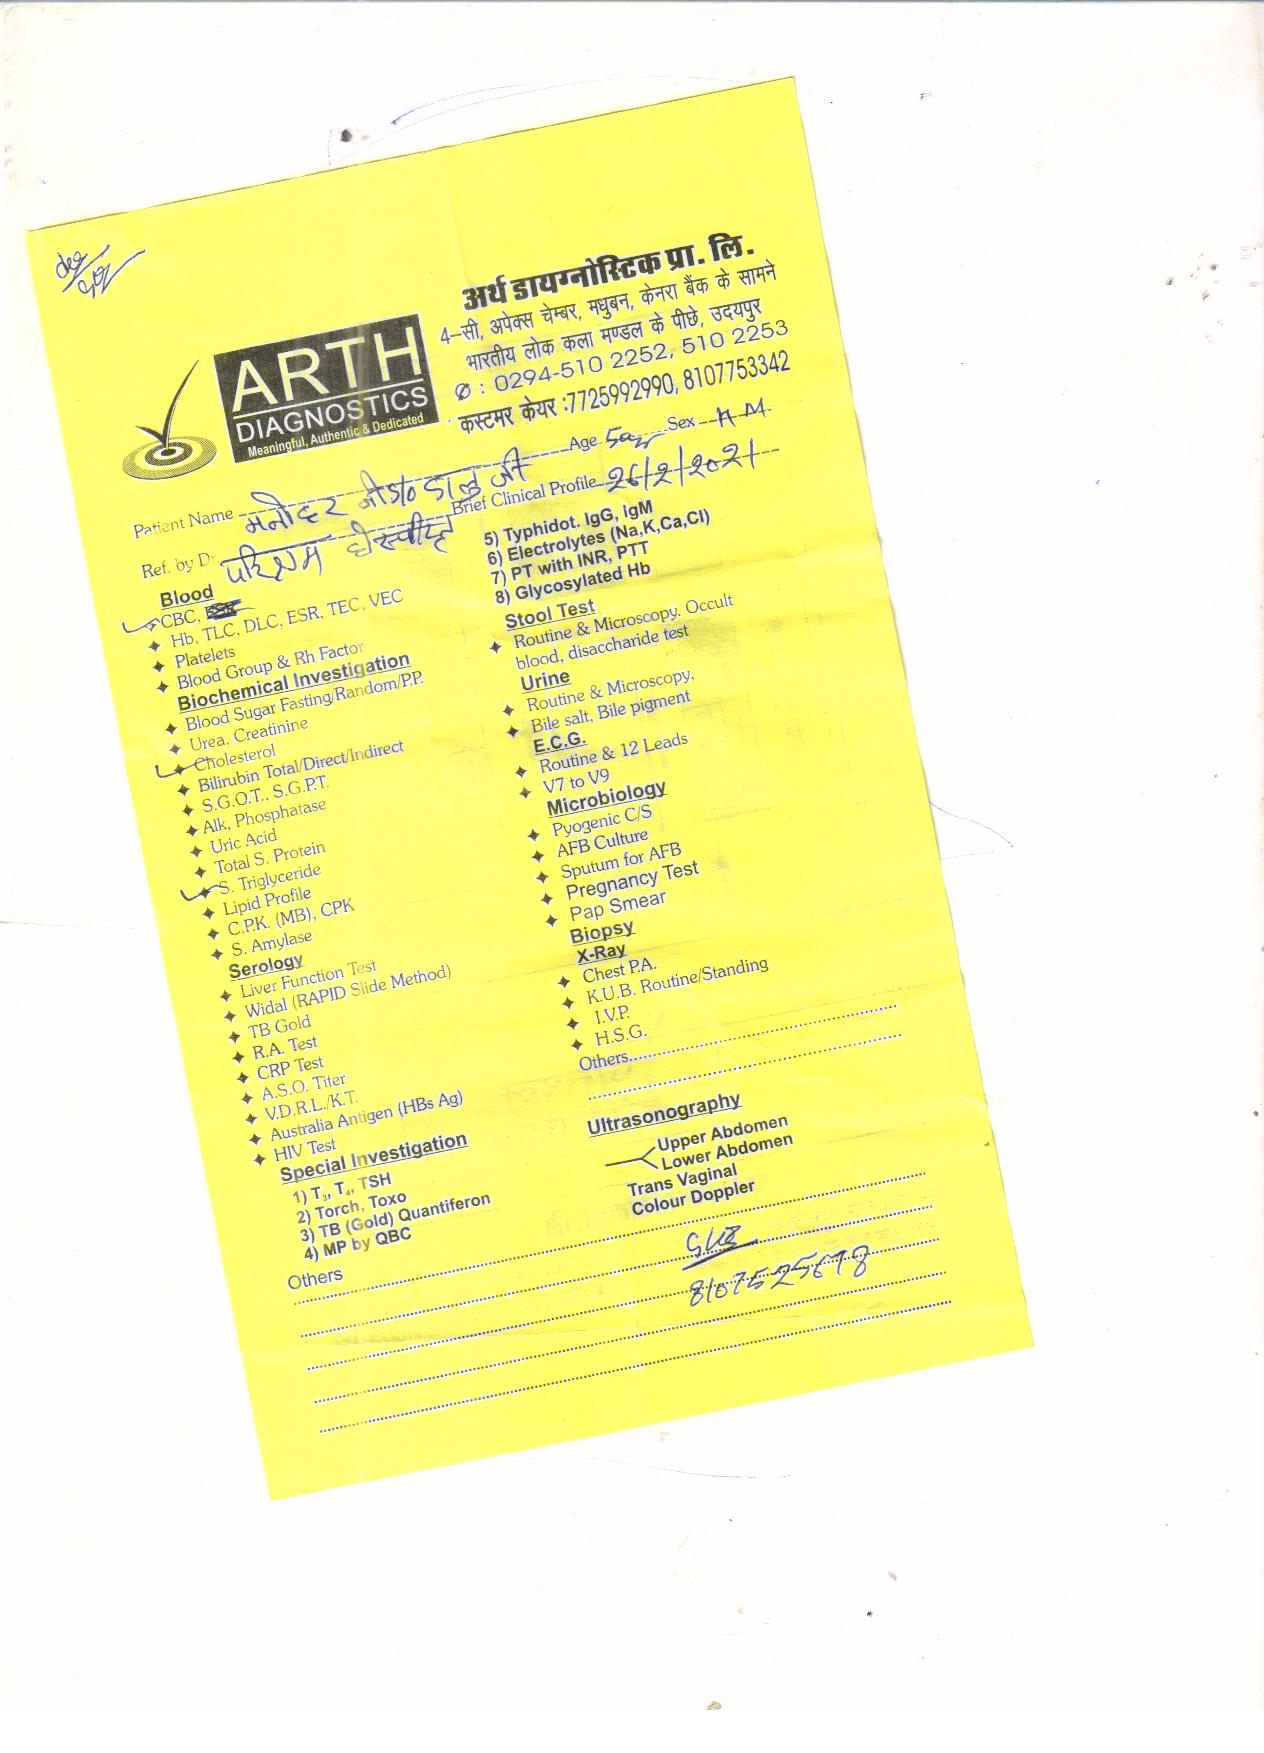 अर्थ डायग्नोस्टिक प्रा. लि.
4-सी, अपेक्स चेम्बर, मधुबन, केनरा बैंक के सामने
भारतीय लोक कला मण्डल के पीछे, उदयपुर
✆ : 0294-510 2252, 510 2253
कस्टमर केयर :7725992990, 8107753342
ARTH
DIAGNOSTICS
Meaningful, Authentic & Dedicated
Patient Name मनोहर जी S/o डालु जी Age Sex M.
Ref. by Dr. परिश्रम Brief Clinical Profile 26/2/2021
Blood
CBC,
Hb, TLC, DLC, ESR, TEC, VEC
Platelets
Blood Group & Rh Factor
Biochemical Investigation
Blood Sugar Fasting/Random/P.P.
Urea, Creatinine
Cholesterol
Bilirubin Total/Direct/Indirect
S.G.O.T., S.G.P.T.
Alk, Phosphatase
Uric Acid
Total S. Protein
S. Triglyceride
Lipid Profile
C.P.K. (MB), CPK
S. Amylase
Serology
Liver Function Test
Widal (RAPID Slide Method)
TB Gold
R.A. Test
CRP Test
A.S.O. Titer
V.D.R.L./K.T.
Australia Antigen (HBs Ag)
HIV Test
Special Investigation
1) T3, T4, TSH
2) Torch, Toxo
3) TB (Gold) Quantiferon
4) MP by QBC
5) Typhidot. IgG, IgM
6) Electrolytes (Na,K,Ca,Cl)
7) PT with INR, PTT
8) Glycosylated Hb
Stool Test
Routine & Microscopy. Occult
blood, disaccharide test
Urine
Routine & Microscopy,
Bile salt, Bile pigment
E.C.G.
Routine & 12 Leads
V7 to V9
Microbiology
Pyogenic C/S
AFB Culture
Sputum for AFB
Pregnancy Test
Pap Smear
Biopsy
X-Ray
Chest P.A.
K.U.B. Routine/Standing
I.V.P.
H.S.G.
Others
Ultrasonography
Upper Abdomen
Lower Abdomen
Trans Vaginal
Colour Doppler
Others
8107525678